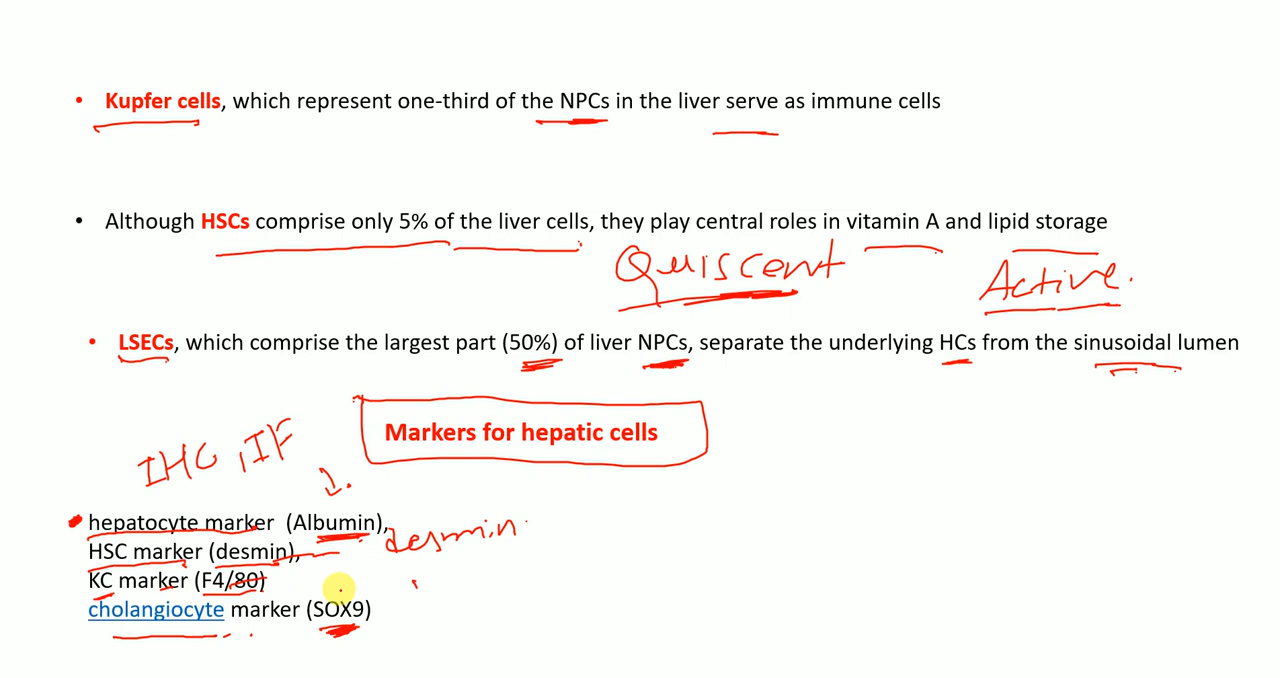 • Kupfer cells, which represent one-third of the NPCs in the liver serve as immune cells
• Although HSCs comprise only 5% of the liver cells, they play central roles in vitamin A and lipid storage
Quiscent Active.
• LSECs, which comprise the largest part (50%) of liver NPCs, separate the underlying HCs from the sinusoidal lumen
Markers for hepatic cells
IHC, IF
hepatocyte marker (Albumin),
desmin
HSC marker (desmin),
KC marker (F4/80)
cholangiocyte marker (SOX9)